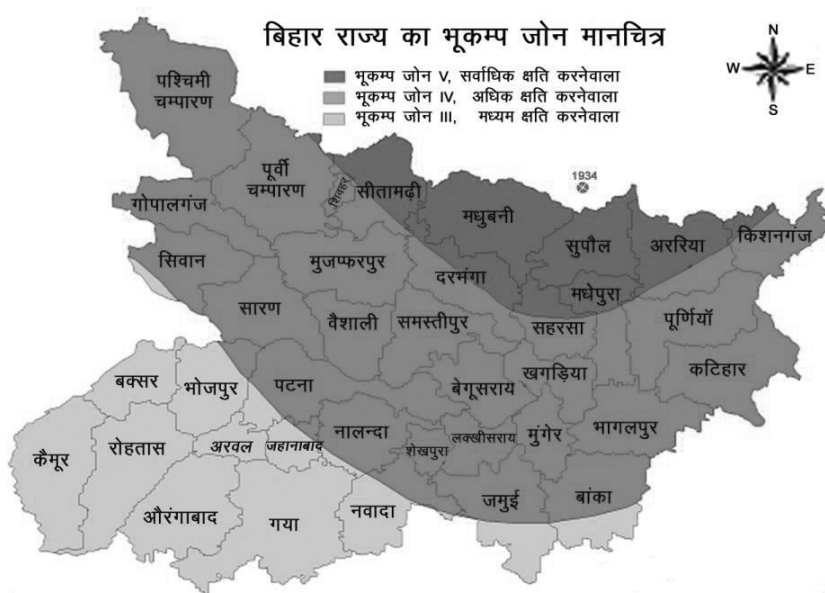 बिहार राज्य का भूकम्प जोन मानचित्र
N
W E
S
भूकम्प जोन V, सर्वाधिक क्षति करनेवाला
भूकम्प जोन IV, अधिक क्षति करनेवाला
भूकम्प जोन III, मध्यम क्षति करनेवाला
पश्चिमी
चम्पारण
पूर्वी
चम्पारण
शिवहर
सीतामढ़ी
1934
गोपालगंज
मधुबनी
सुपौल
अररिया
किशनगंज
सिवान
मुजफ्फरपुर
दरभंगा
मधेपुरा
सारण
वैशाली
समस्तीपुर
सहरसा
पूर्णियाँ
बक्सर
भोजपुर
पटना
बेगूसराय
खगड़िया
कटिहार
कैमूर
रोहतास
अरवल
जहानाबाद
नालन्दा
शेखपुरा
लक्खीसराय
मुंगेर
भागलपुर
औरंगाबाद
गया
नवादा
जमुई
बांका